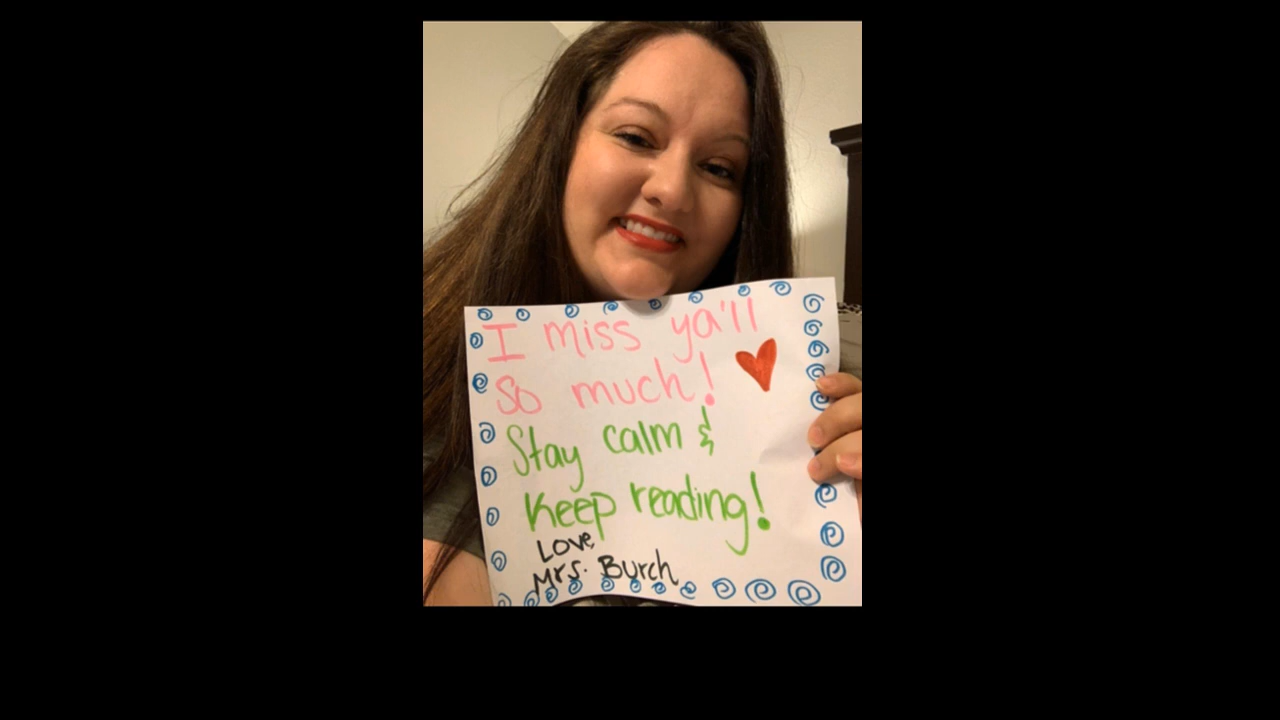 I miss ya'll
So much!
Stay calm &
Keep reading!
Love,
Mrs. Burch